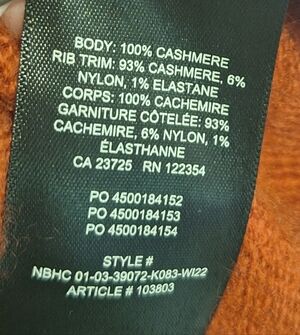 BODY: 100% CASHMERE
RIB TRIM: 93% CASHMERE, 6%
NYLON, 1% ELASTANE
CORPS: 100% CACHEMIRE
GARNITURE CÔTELÉE: 93%
CACHEMIRE, 6% NYLON, 1%
ÉLASTHANNE
CA 23725 RN 122354
PO 4500184152
PO 4500184153
PO 4500184154
STYLE #
NBHC 01-03-39072-K083-WI22
ARTICLE # 103803